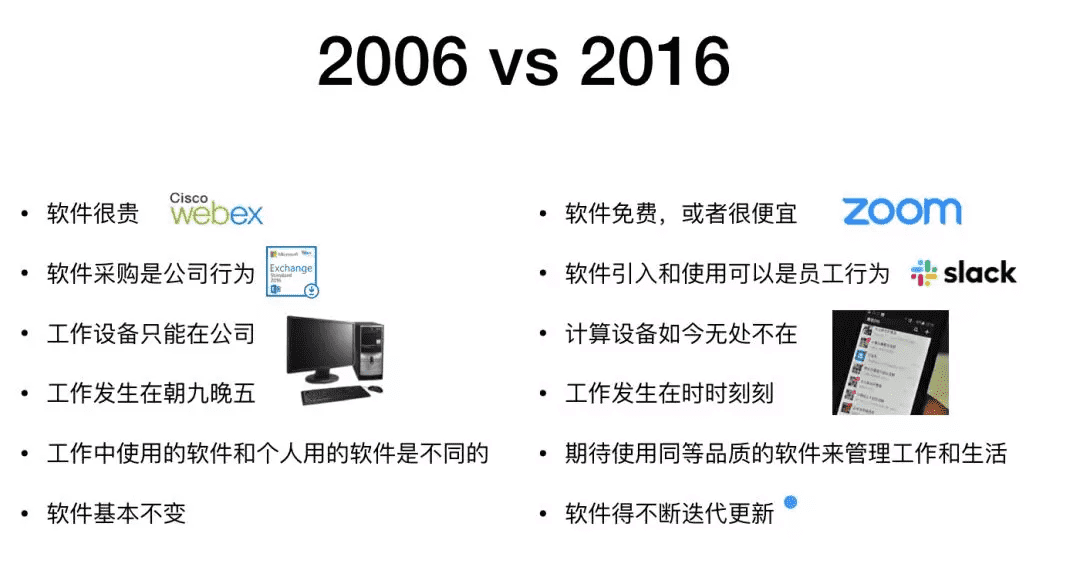 2006 vs 2016
• 软件很贵
Cisco
webex
• 软件采购是公司行为
Microsoft
Exchange
Standard
2016
• 工作设备只能在公司
• 工作发生在朝九晚五
• 工作中使用的软件和个人用的软件是不同的
• 软件基本不变
• 软件免费，或者很便宜
zoom
• 软件引入和使用可以是员工行为
slack
• 计算设备如今无处不在
• 工作发生在时时刻刻
• 期待使用同等品质的软件来管理工作和生活
• 软件得不断迭代更新